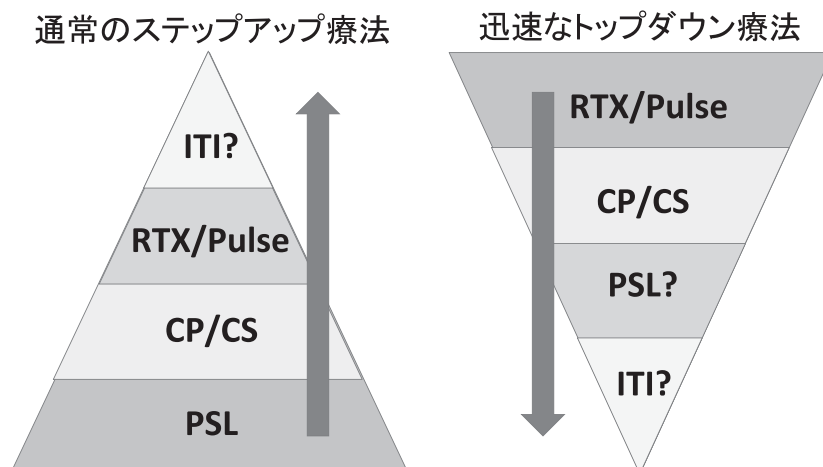 通常のステップアップ療法
ITI?
RTX/Pulse
CP/CS
PSL
迅速なトップダウン療法
RTX/Pulse
CP/CS
PSL?
ITI?